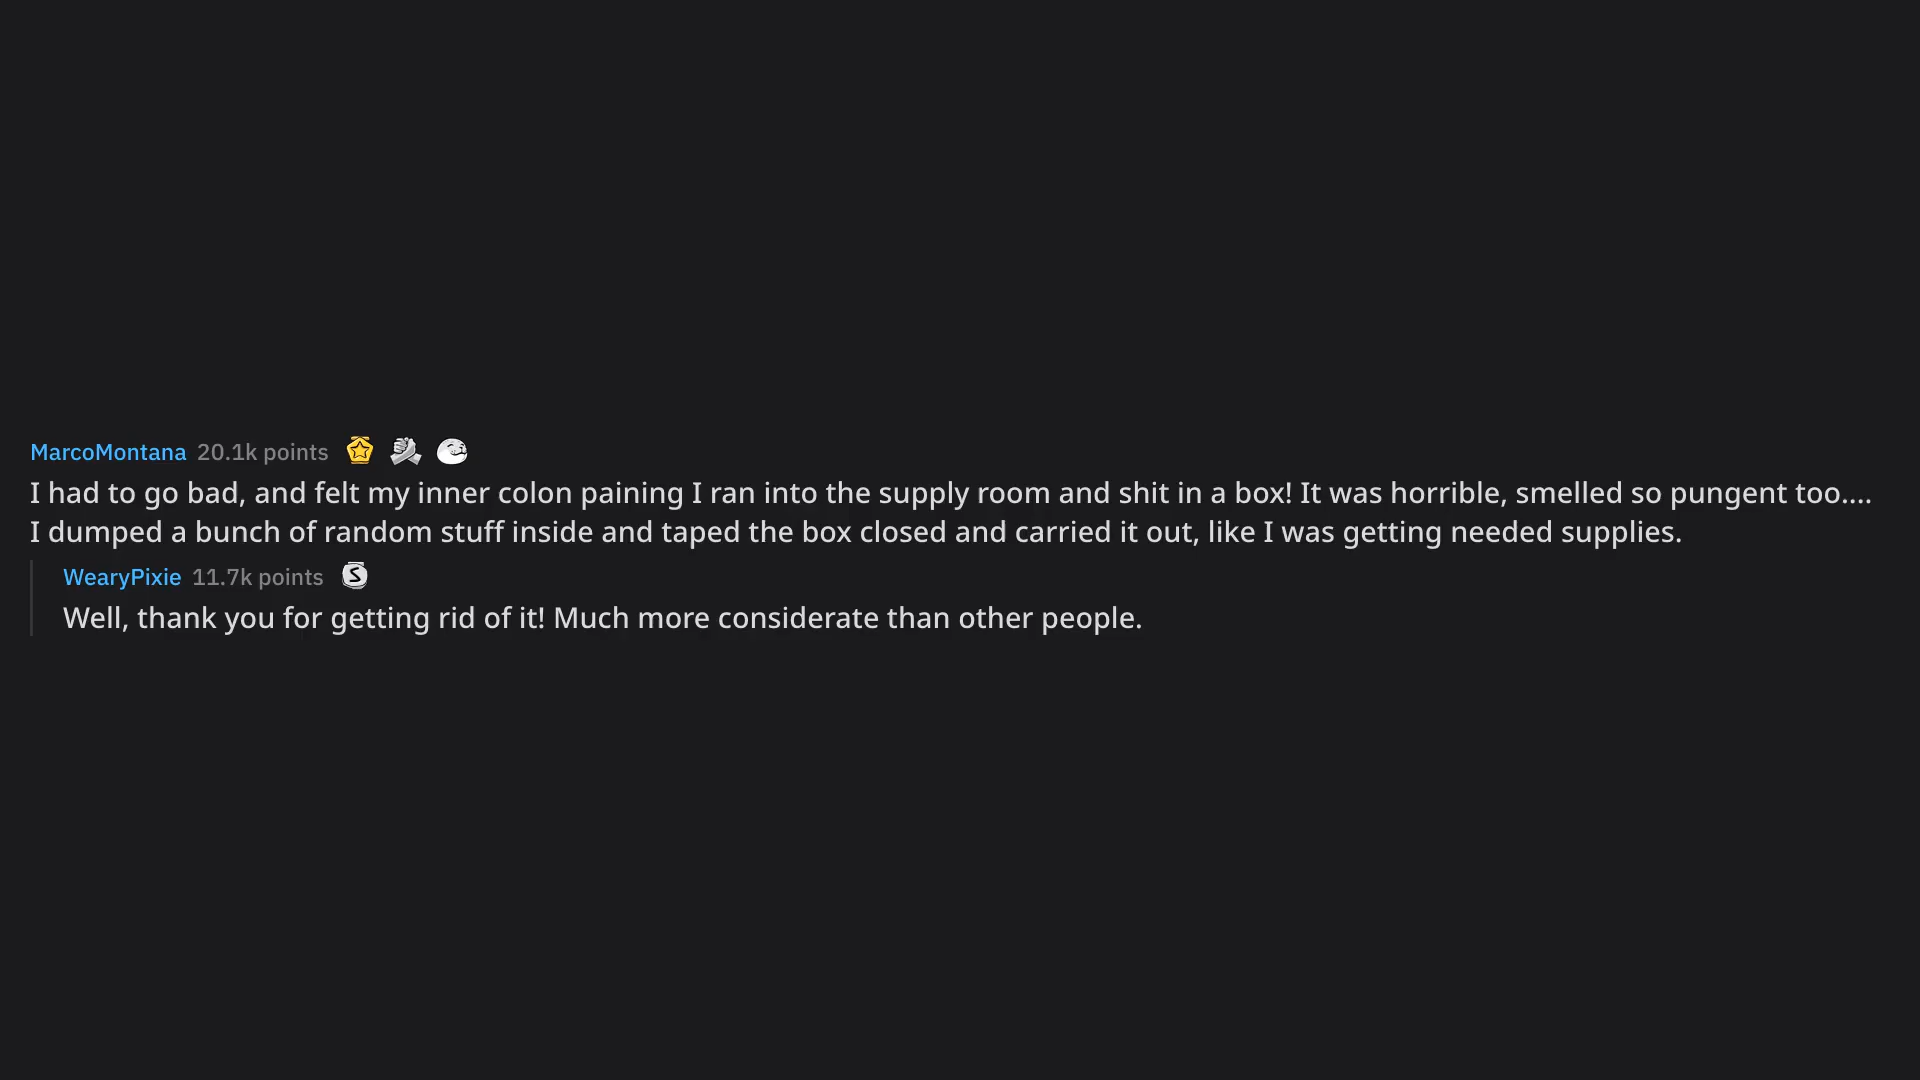 MarcoMontana 20.1k points
I had to go bad, and felt my inner colon paining I ran into the supply room and shit in a box! It was horrible, smelled so pungent too....
I dumped a bunch of random stuff inside and taped the box closed and carried it out, like I was getting needed supplies.
WearyPixie 11.7k points S
Well, thank you for getting rid of it! Much more considerate than other people.